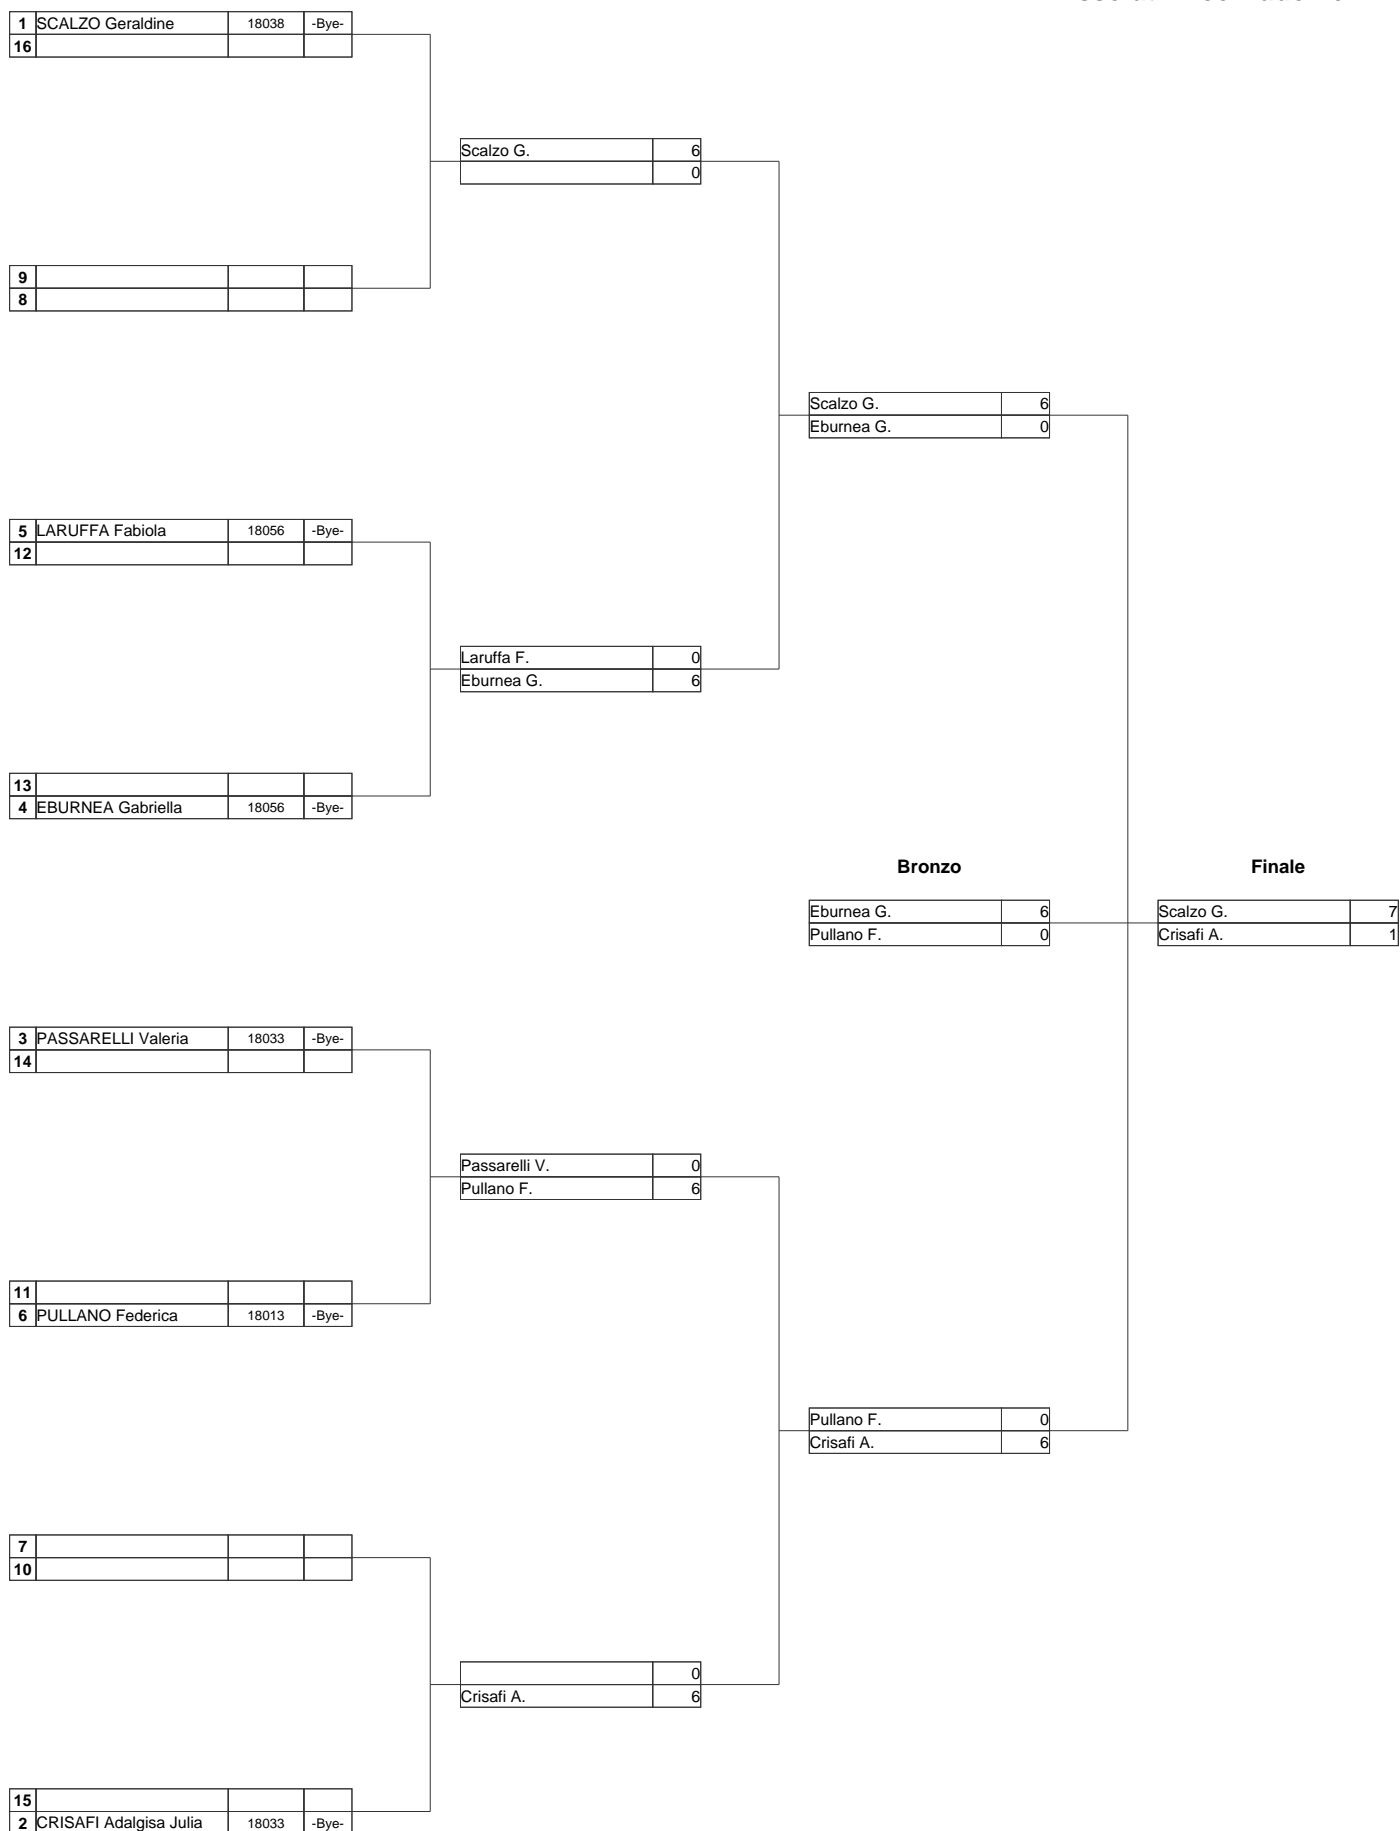 1 SCALZO Geraldine 18038 -Bye-
16
Scalzo G. 6
0
9
8
Scalzo G. 6
Eburnea G. 0
5 LARUFFA Fabiola 18056 -Bye-
12
Laruffa F. 0
Eburnea G. 6
13
4 EBURNEA Gabriella 18056 -Bye-
Bronzo Finale
Eburnea G. 6 Scalzo G. 7
Pullano F. 0 Crisafi A. 1
3 PASSARELLI Valeria 18033 -Bye-
14
Passarelli V. 0
Pullano F. 6
11
6 PULLANO Federica 18013 -Bye-
Pullano F. 0
Crisafi A. 6
7
10
0
Crisafi A. 6
15
2 CRISAFI Adalgisa Julia 18033 -Bye-